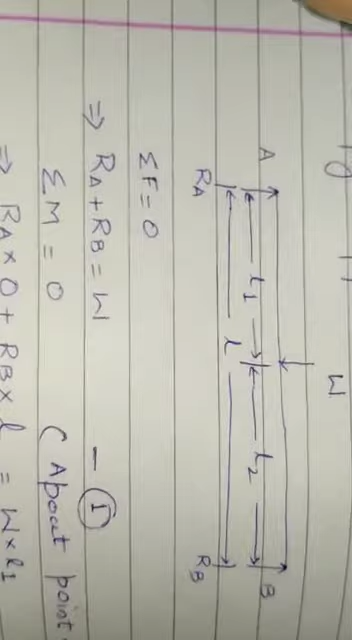 W
A B
L1 L2
RA l RB
ΣF = 0
⇒ RA + RB = W — ①
ΣM = 0 (About point
⇒ RA × 0 + RB × l = W × l1